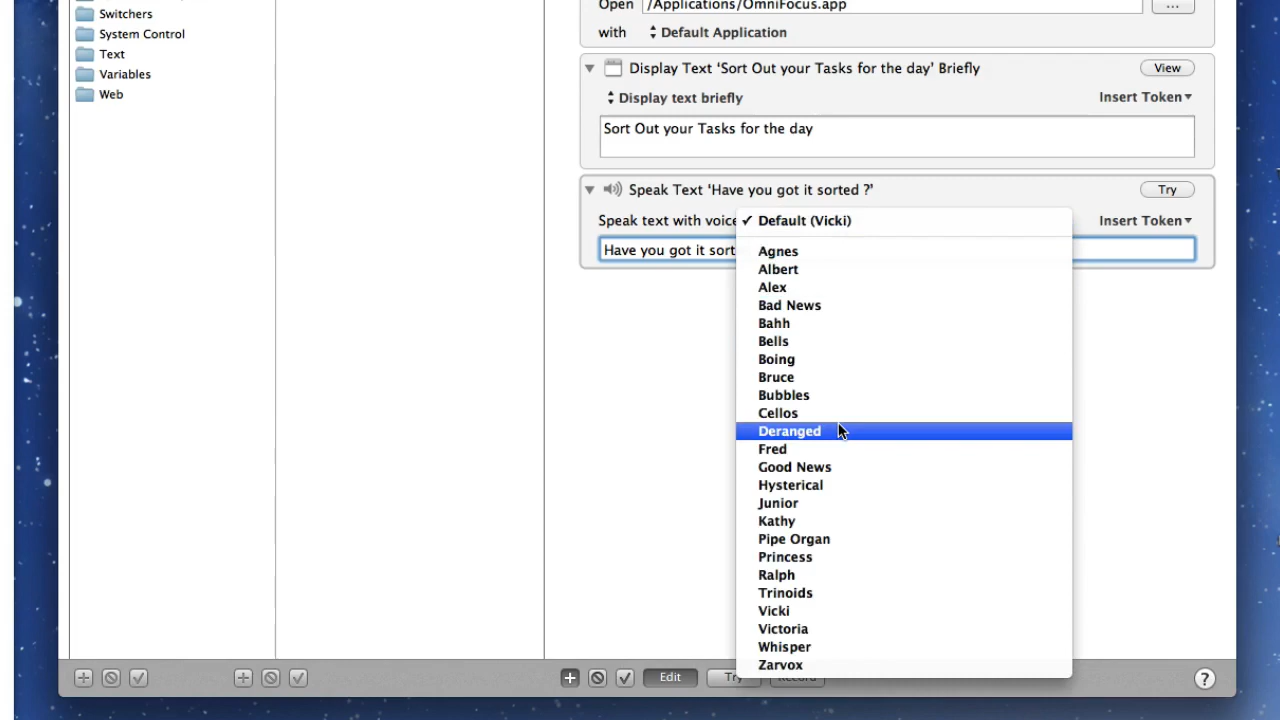 Switchers
System Control
Text
Variables
Web
Open /Applications/OmniFocus.app ...
with Default Application
Display Text ‘Sort Out your Tasks for the day’ Briefly View
Display text briefly Insert Token
Sort Out your Tasks for the day
Speak Text ‘Have you got it sorted ?’ Try
Speak text with voice ✓ Default (Vicki) Insert Token
Have you got it sort
Agnes
Albert
Alex
Bad News
Bahh
Bells
Boing
Bruce
Bubbles
Cellos
Deranged
Fred
Good News
Hysterical
Junior
Kathy
Pipe Organ
Princess
Ralph
Trinoids
Vicki
Victoria
Whisper
Zarvox
Edit Try Record ?